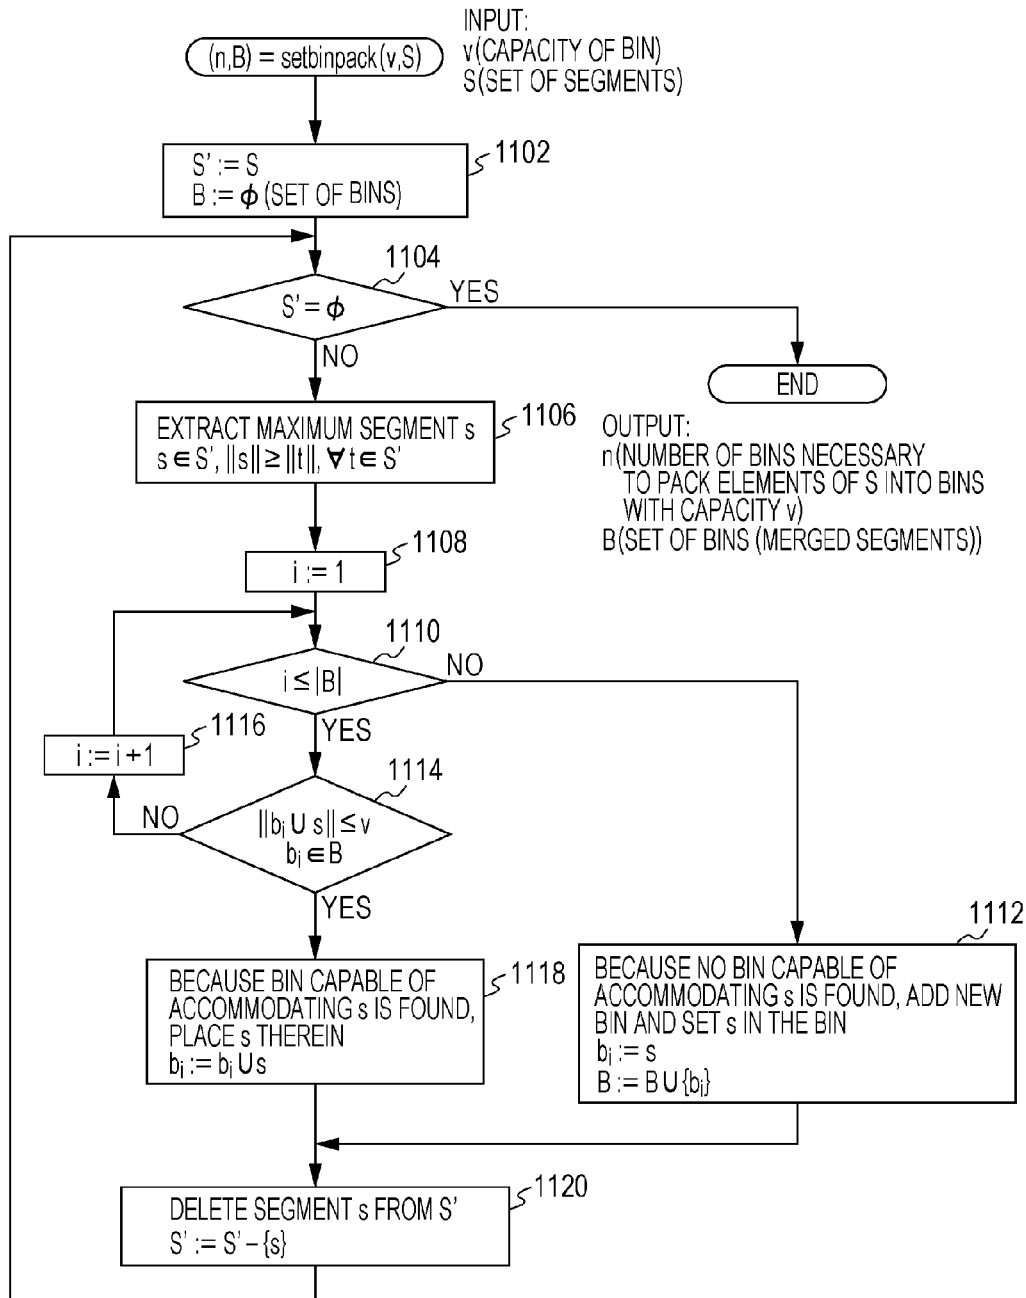 (n,B) = setbinpack(v,S)
INPUT:
v(CAPACITY OF BIN)
S(SET OF SEGMENTS)
1102
S' := S
B := ϕ (SET OF BINS)
1104
S' = ϕ
YES
NO
END
1106
EXTRACT MAXIMUM SEGMENT s
s ∈ S', ||s|| ≥ ||t||, ∀ t ∈ S'
OUTPUT:
n(NUMBER OF BINS NECESSARY
TO PACK ELEMENTS OF S INTO BINS
WITH CAPACITY v)
B(SET OF BINS (MERGED SEGMENTS))
1108
i := 1
1110
i ≤ |B|
NO
YES
1116
i := i + 1
1114
||bᵢ ∪ s|| ≤ v
bᵢ ∈ B
NO
YES
1118
BECAUSE BIN CAPABLE OF
ACCOMMODATING s IS FOUND,
PLACE s THEREIN
bᵢ := bᵢ ∪ s
1112
BECAUSE NO BIN CAPABLE OF
ACCOMMODATING s IS FOUND, ADD NEW
BIN AND SET s IN THE BIN
bᵢ := s
B := B ∪ {bᵢ}
1120
DELETE SEGMENT s FROM S'
S' := S' – {s}